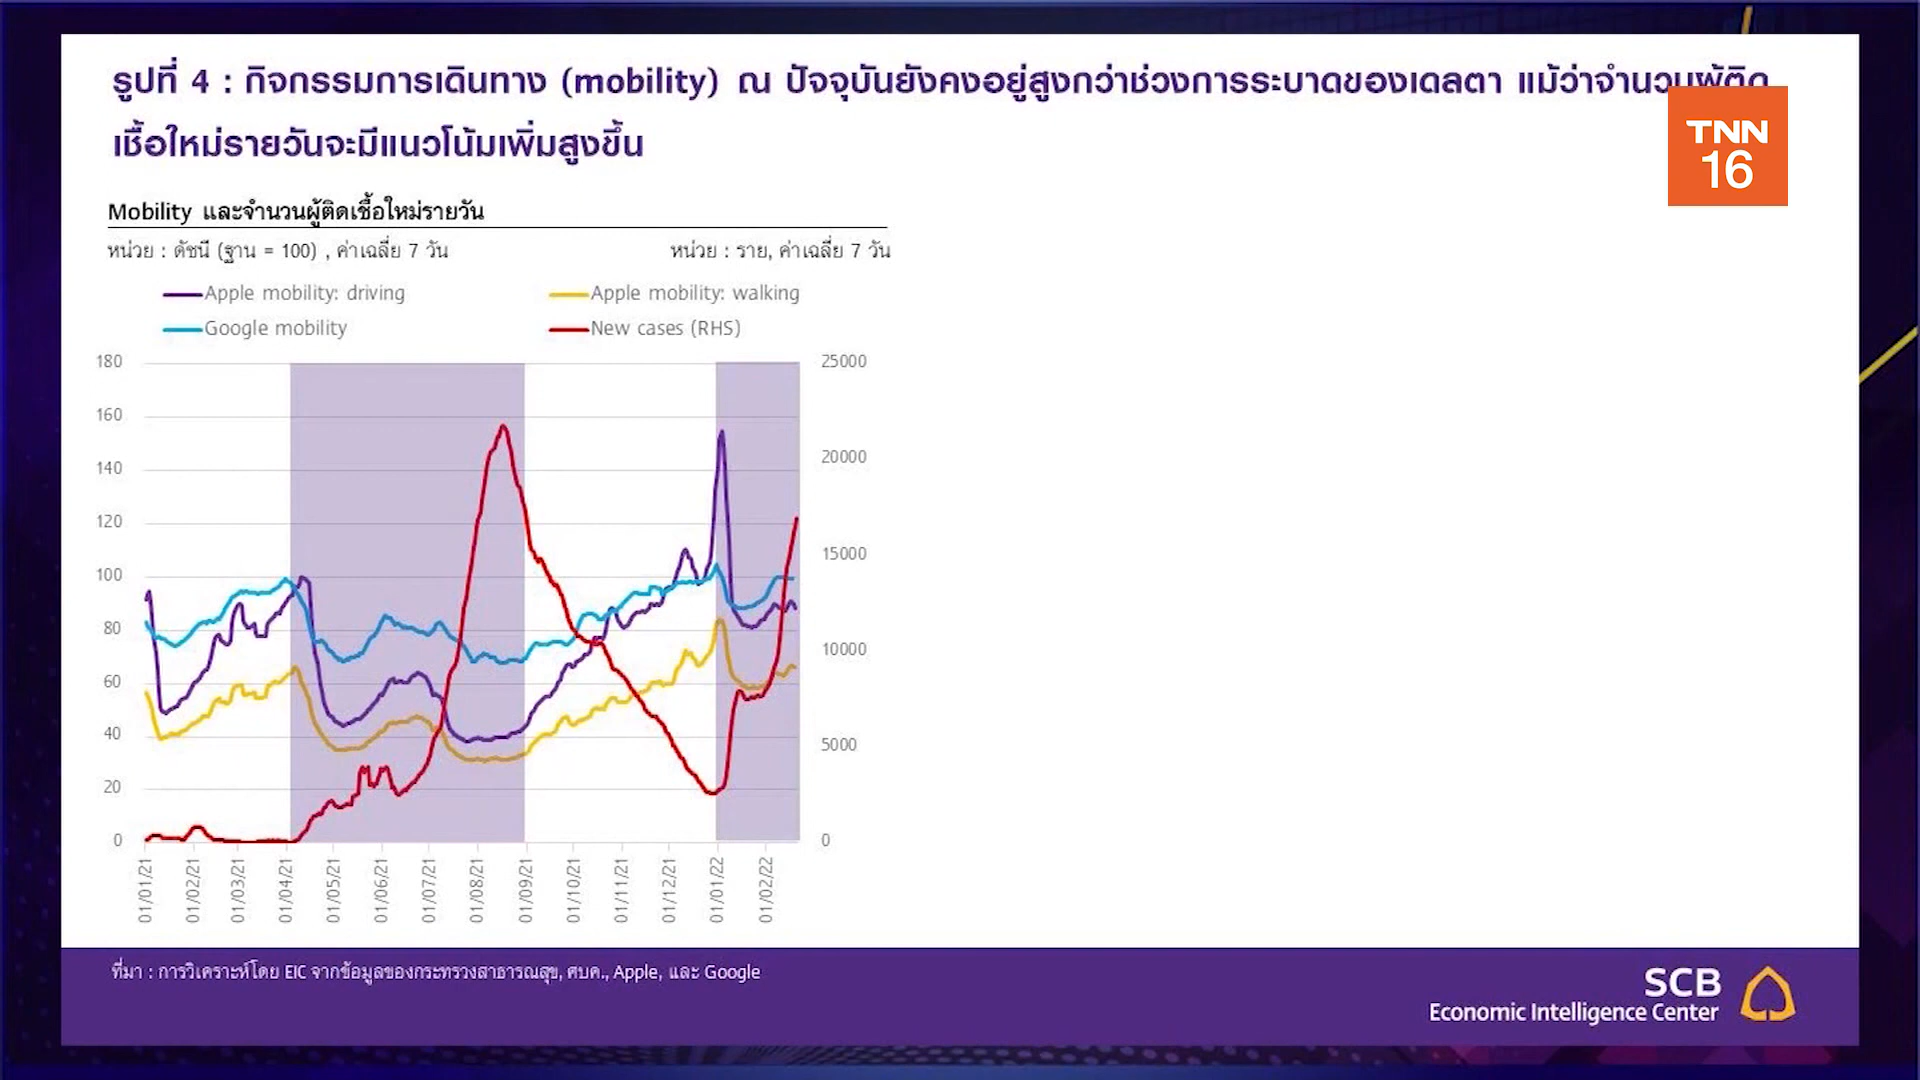 รูปที่ 4 : กิจกรรมการเดินทาง (mobility) ณ ปัจจุบันยังคงอยู่สูงกว่าช่วงการระบาดของเดลตา แม้ว่าจำนวนผู้ติด
เชื้อใหม่รายวันจะมีแนวโน้มเพิ่มสูงขึ้น
TNN
16
Mobility และจำนวนผู้ติดเชื้อใหม่รายวัน
หน่วย : ดัชนี (ฐาน = 100) , ค่าเฉลี่ย 7 วัน หน่วย : ราย, ค่าเฉลี่ย 7 วัน
Apple mobility: driving Apple mobility: walking
Google mobility New cases (RHS)
180 25000
160
140 20000
120
100 15000
80
60 10000
40 5000
20
0 0
01/01/21 01/02/21 01/03/21 01/04/21 01/05/21 01/06/21 01/07/21 01/08/21 01/09/21 01/10/21 01/11/21 01/12/21 01/01/22 01/02/22
ที่มา : การวิเคราะห์โดย EIC จากข้อมูลของกระทรวงสาธารณสุข, ศบค., Apple, และ Google
SCB
Economic Intelligence Center